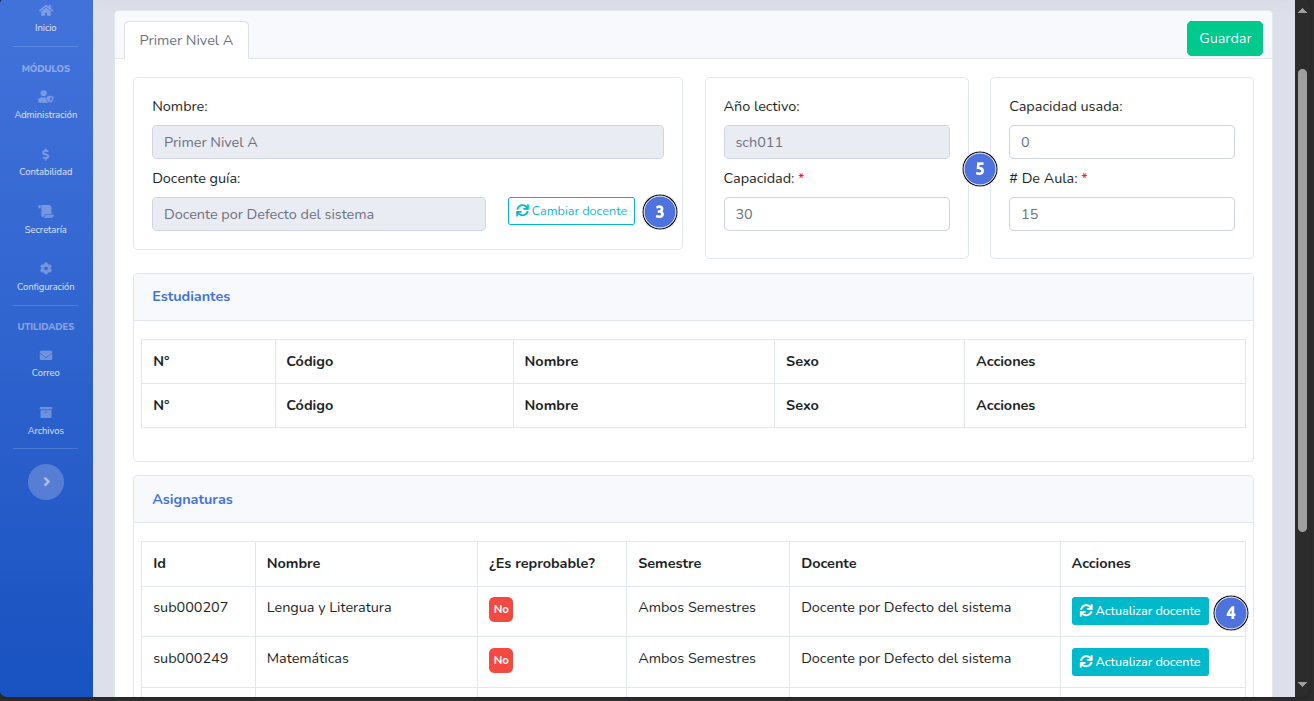 Inicio
MÓDULOS
Administración
Contabilidad
Secretaría
Configuración
UTILIDADES
Correo
Archivos
Primer Nivel A
Guardar
Nombre:
Primer Nivel A
Docente guía:
Docente por Defecto del sistema
Cambiar docente
3
Año lectivo:
sch011
Capacidad: *
30
5
Capacidad usada:
0
# De Aula: *
15
Estudiantes
N° Código Nombre Sexo Acciones
N° Código Nombre Sexo Acciones
Asignaturas
Id Nombre ¿Es reprobable? Semestre Docente Acciones
sub000207 Lengua y Literatura No Ambos Semestres Docente por Defecto del sistema Actualizar docente 4
sub000249 Matemáticas No Ambos Semestres Docente por Defecto del sistema Actualizar docente